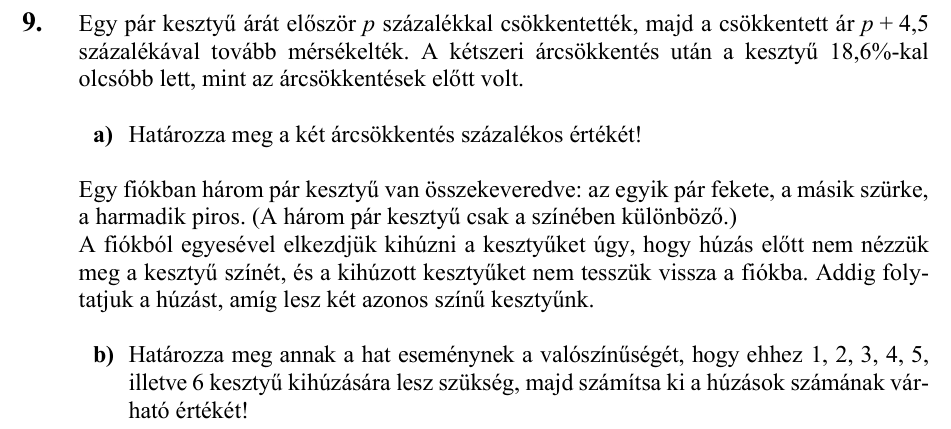 9. Egy pár kesztyű árát először p százalékkal csökkentették, majd a csökkentett ár p + 4,5
százalékával tovább mérsékelték. A kétszeri árcsökkentés után a kesztyű 18,6%-kal
olcsóbb lett, mint az árcsökkentések előtt volt.
a) Határozza meg a két árcsökkentés százalékos értékét!
Egy fiókban három pár kesztyű van összekeveredve: az egyik pár fekete, a másik szürke,
a harmadik piros. (A három pár kesztyű csak a színében különböző.)
A fiókból egyesével elkezdjük kihúzni a kesztyűket úgy, hogy húzás előtt nem nézzük
meg a kesztyű színét, és a kihúzott kesztyűket nem tesszük vissza a fiókba. Addig foly-
tatjuk a húzást, amíg lesz két azonos színű kesztyűnk.
b) Határozza meg annak a hat eseménynek a valószínűségét, hogy ehhez 1, 2, 3, 4, 5,
illetve 6 kesztyű kihúzására lesz szükség, majd számítsa ki a húzások számának vár-
ható értékét!